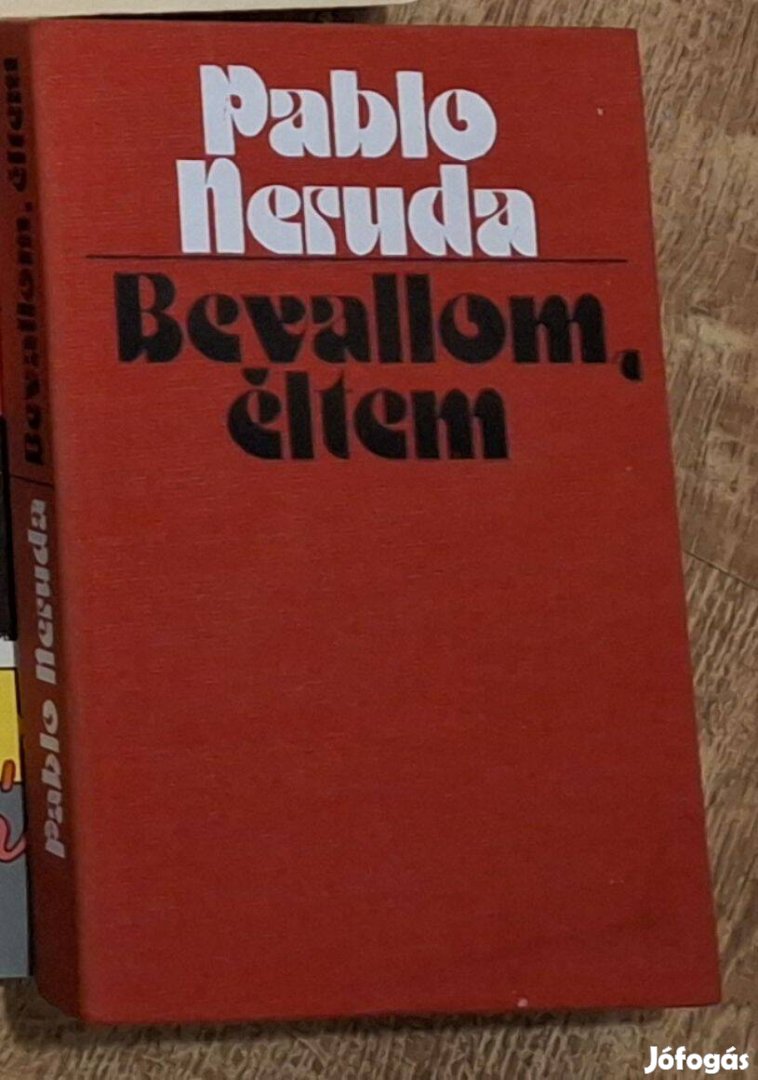 Pablo
Neruda
Bevallom,
éltem
Pablo Neruda Bevallom, éltem
Jófogás